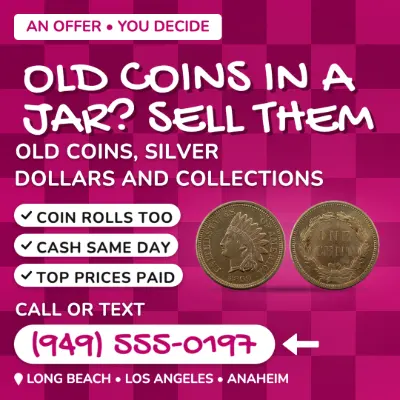 AN OFFER • YOU DECIDE
OLD COINS IN A
JAR? SELL THEM
OLD COINS, SILVER
DOLLARS AND COLLECTIONS
COIN ROLLS TOO
CASH SAME DAY
TOP PRICES PAID
CALL OR TEXT
(949) 555-0197
LONG BEACH • LOS ANGELES • ANAHEIM